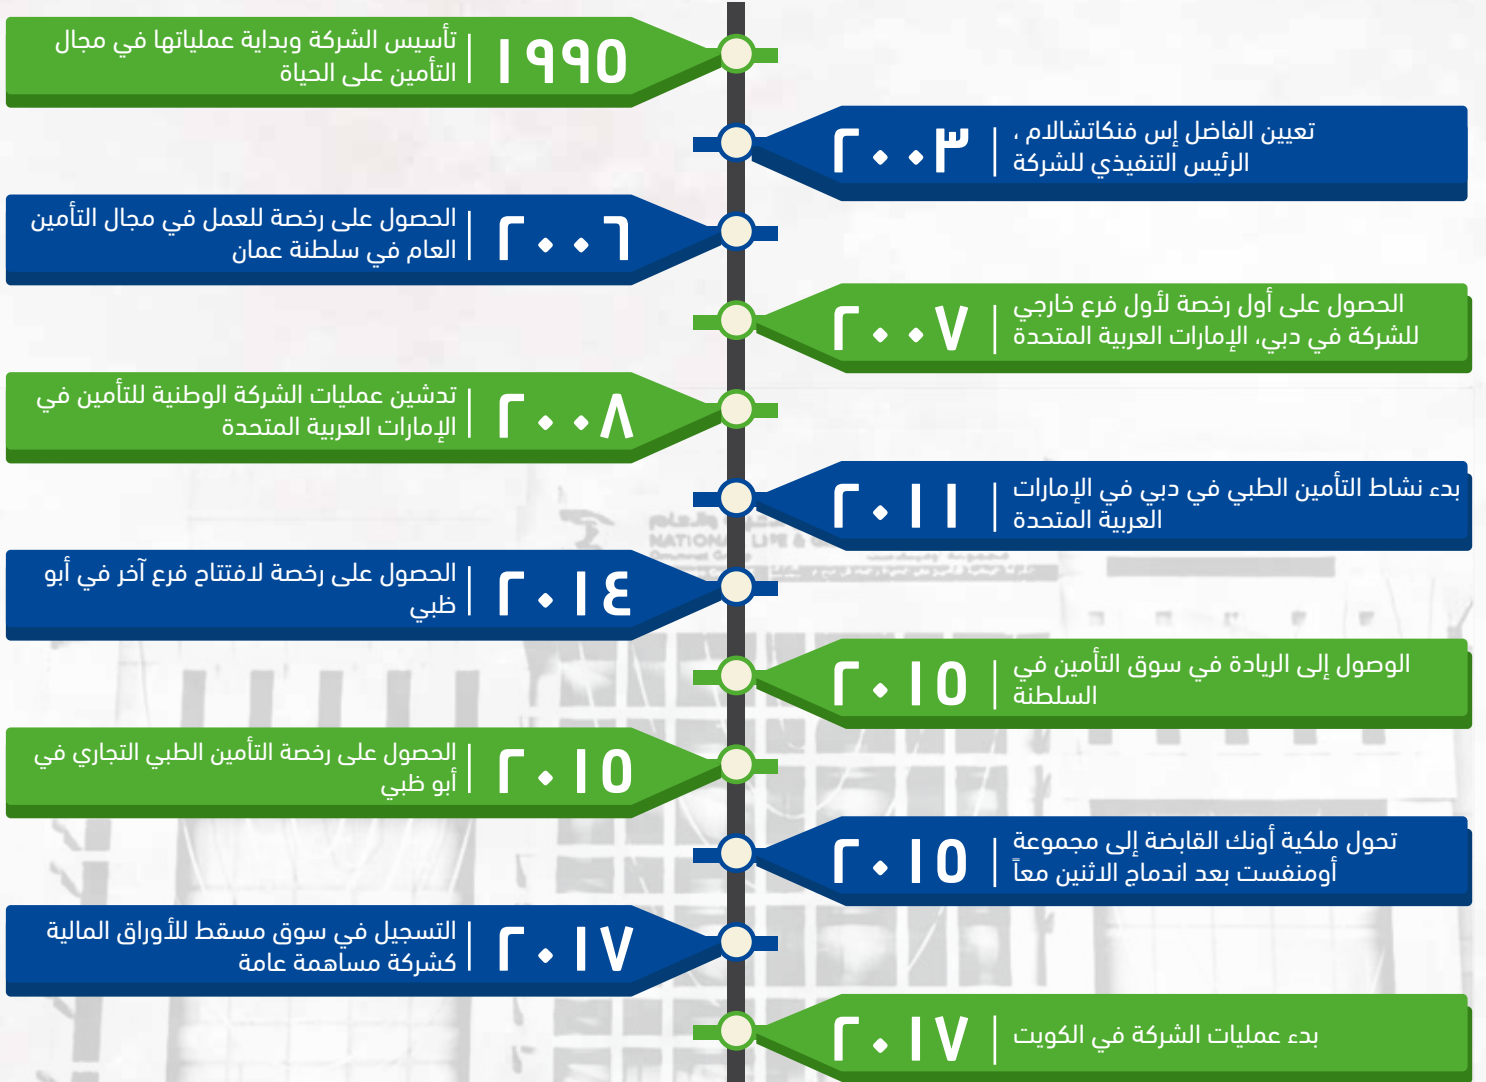 ١٩٩٥
تأسيس الشركة وبداية عملياتها في مجال
التأمين على الحياة
٢٠٠٣
تعيين الفاضل إس فنكاتشالام ،
الرئيس التنفيذي للشركة
٢٠٠٦
الحصول على رخصة للعمل في مجال التأمين
العام في سلطنة عمان
٢٠٠٧
الحصول على أول رخصة لأول فرع خارجي
للشركة في دبي، الإمارات العربية المتحدة
٢٠٠٨
تدشين عمليات الشركة الوطنية للتأمين في
الإمارات العربية المتحدة
٢٠١١
بدء نشاط التأمين الطبي في دبي في الإمارات
العربية المتحدة
NATIONAL LIFE &
٢٠١٤
الحصول على رخصة لافتتاح فرع آخر في أبو
ظبي
٢٠١٥
الوصول إلى الريادة في سوق التأمين في
السلطنة
٢٠١٥
الحصول على رخصة التأمين الطبي التجاري في
أبو ظبي
٢٠١٥
تحول ملكية أونك القابضة إلى مجموعة
أومنفست بعد اندماج الاثنين معاً
٢٠١٧
التسجيل في سوق مسقط للأوراق المالية
كشركة مساهمة عامة
٢٠١٧
بدء عمليات الشركة في الكويت